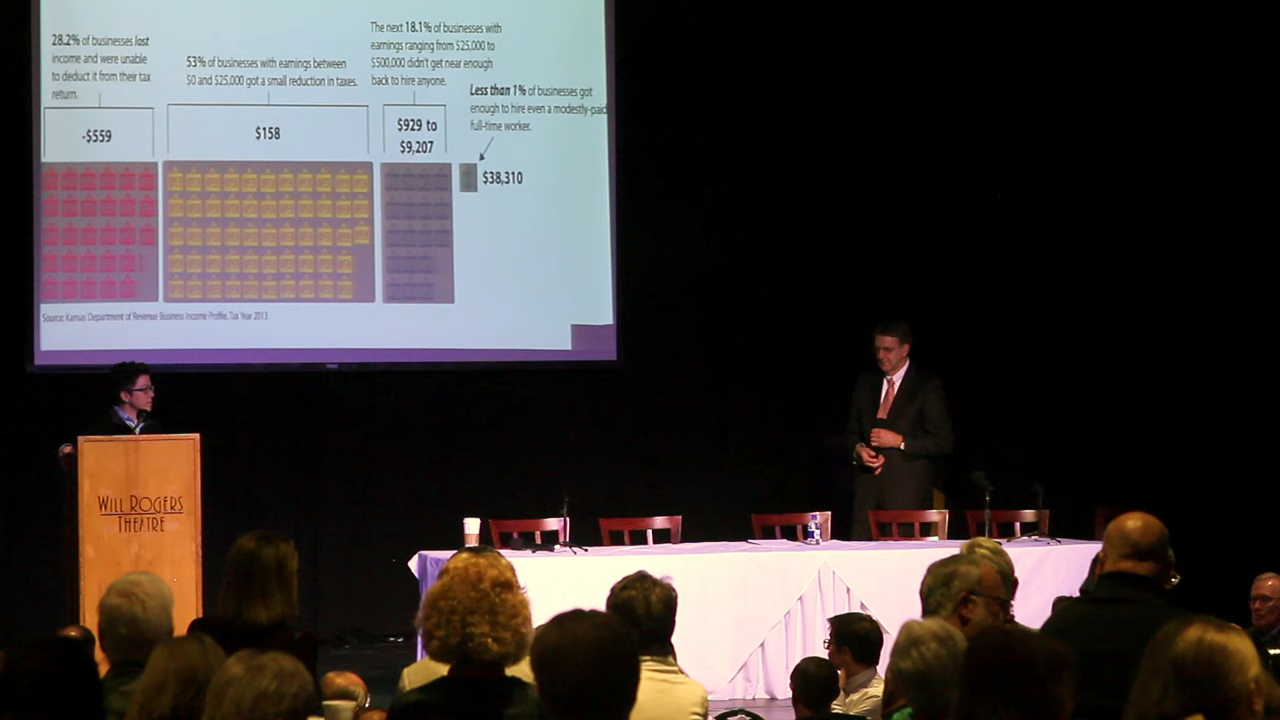 28.2% of businesses lost
income and were unable
to deduct it from their tax
return.
53% of businesses with earnings between
$0 and $25,000 got a small reduction in taxes.
The next 18.1% of businesses with
earnings ranging from $25,000 to
$500,000 didn't get near enough
back to hire anyone.
Less than 1% of businesses got
enough to hire even a modestly-paid
full-time worker.
-$559
$158
$929 to
$9,207
$38,310
Source: Kansas Department of Revenue Business Income Profile, Tax Year 2013
WILL ROGERS
THEATRE